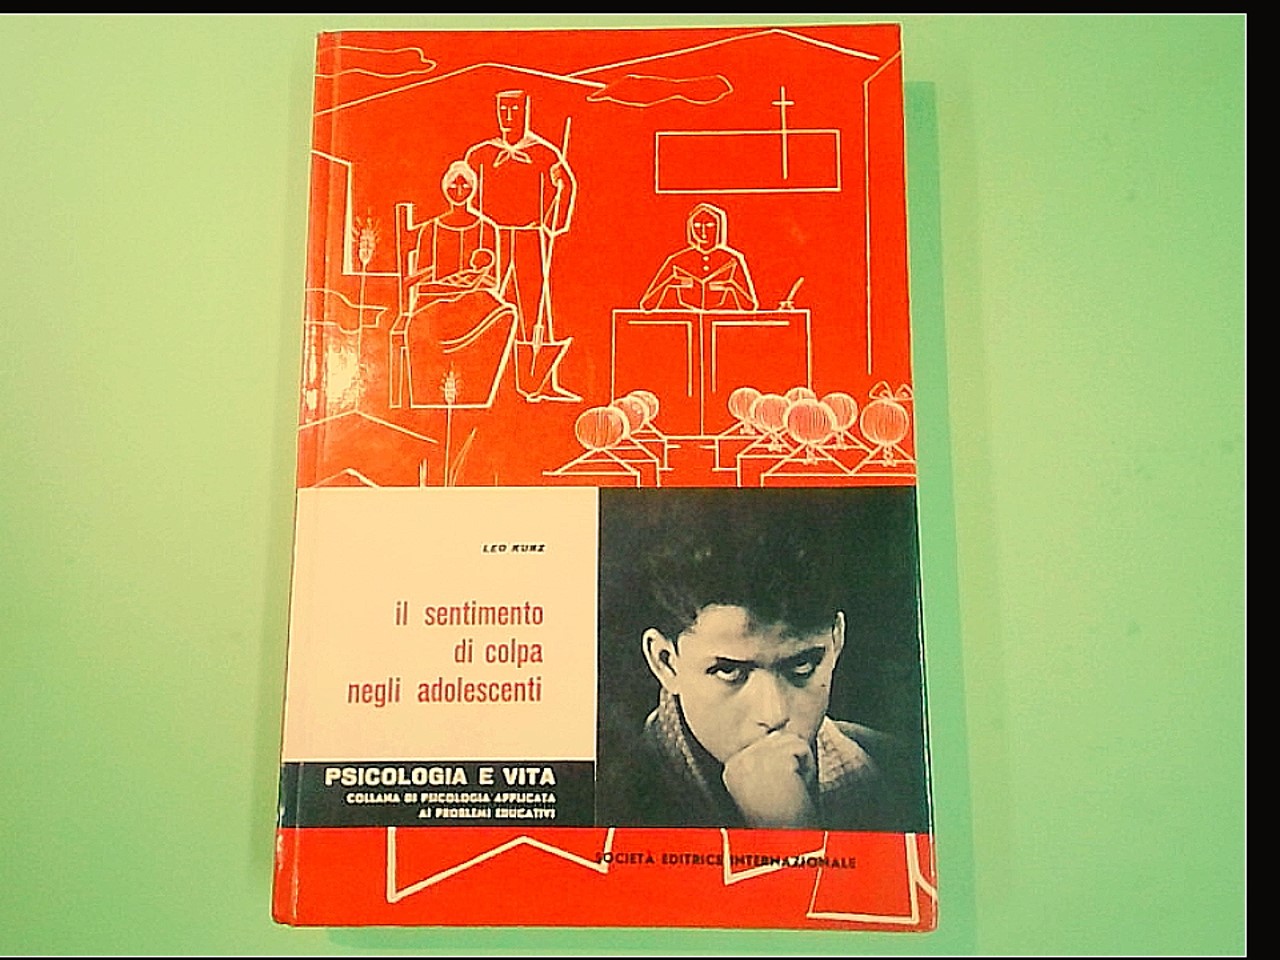 LEO KUNZ
il sentimento
di colpa
negli adolescenti
PSICOLOGIA E VITA
COLLANA DI PSICOLOGIA APPLICATA
AI PROBLEMI EDUCATIVI
SOCIETÀ EDITRICE INTERNAZIONALE